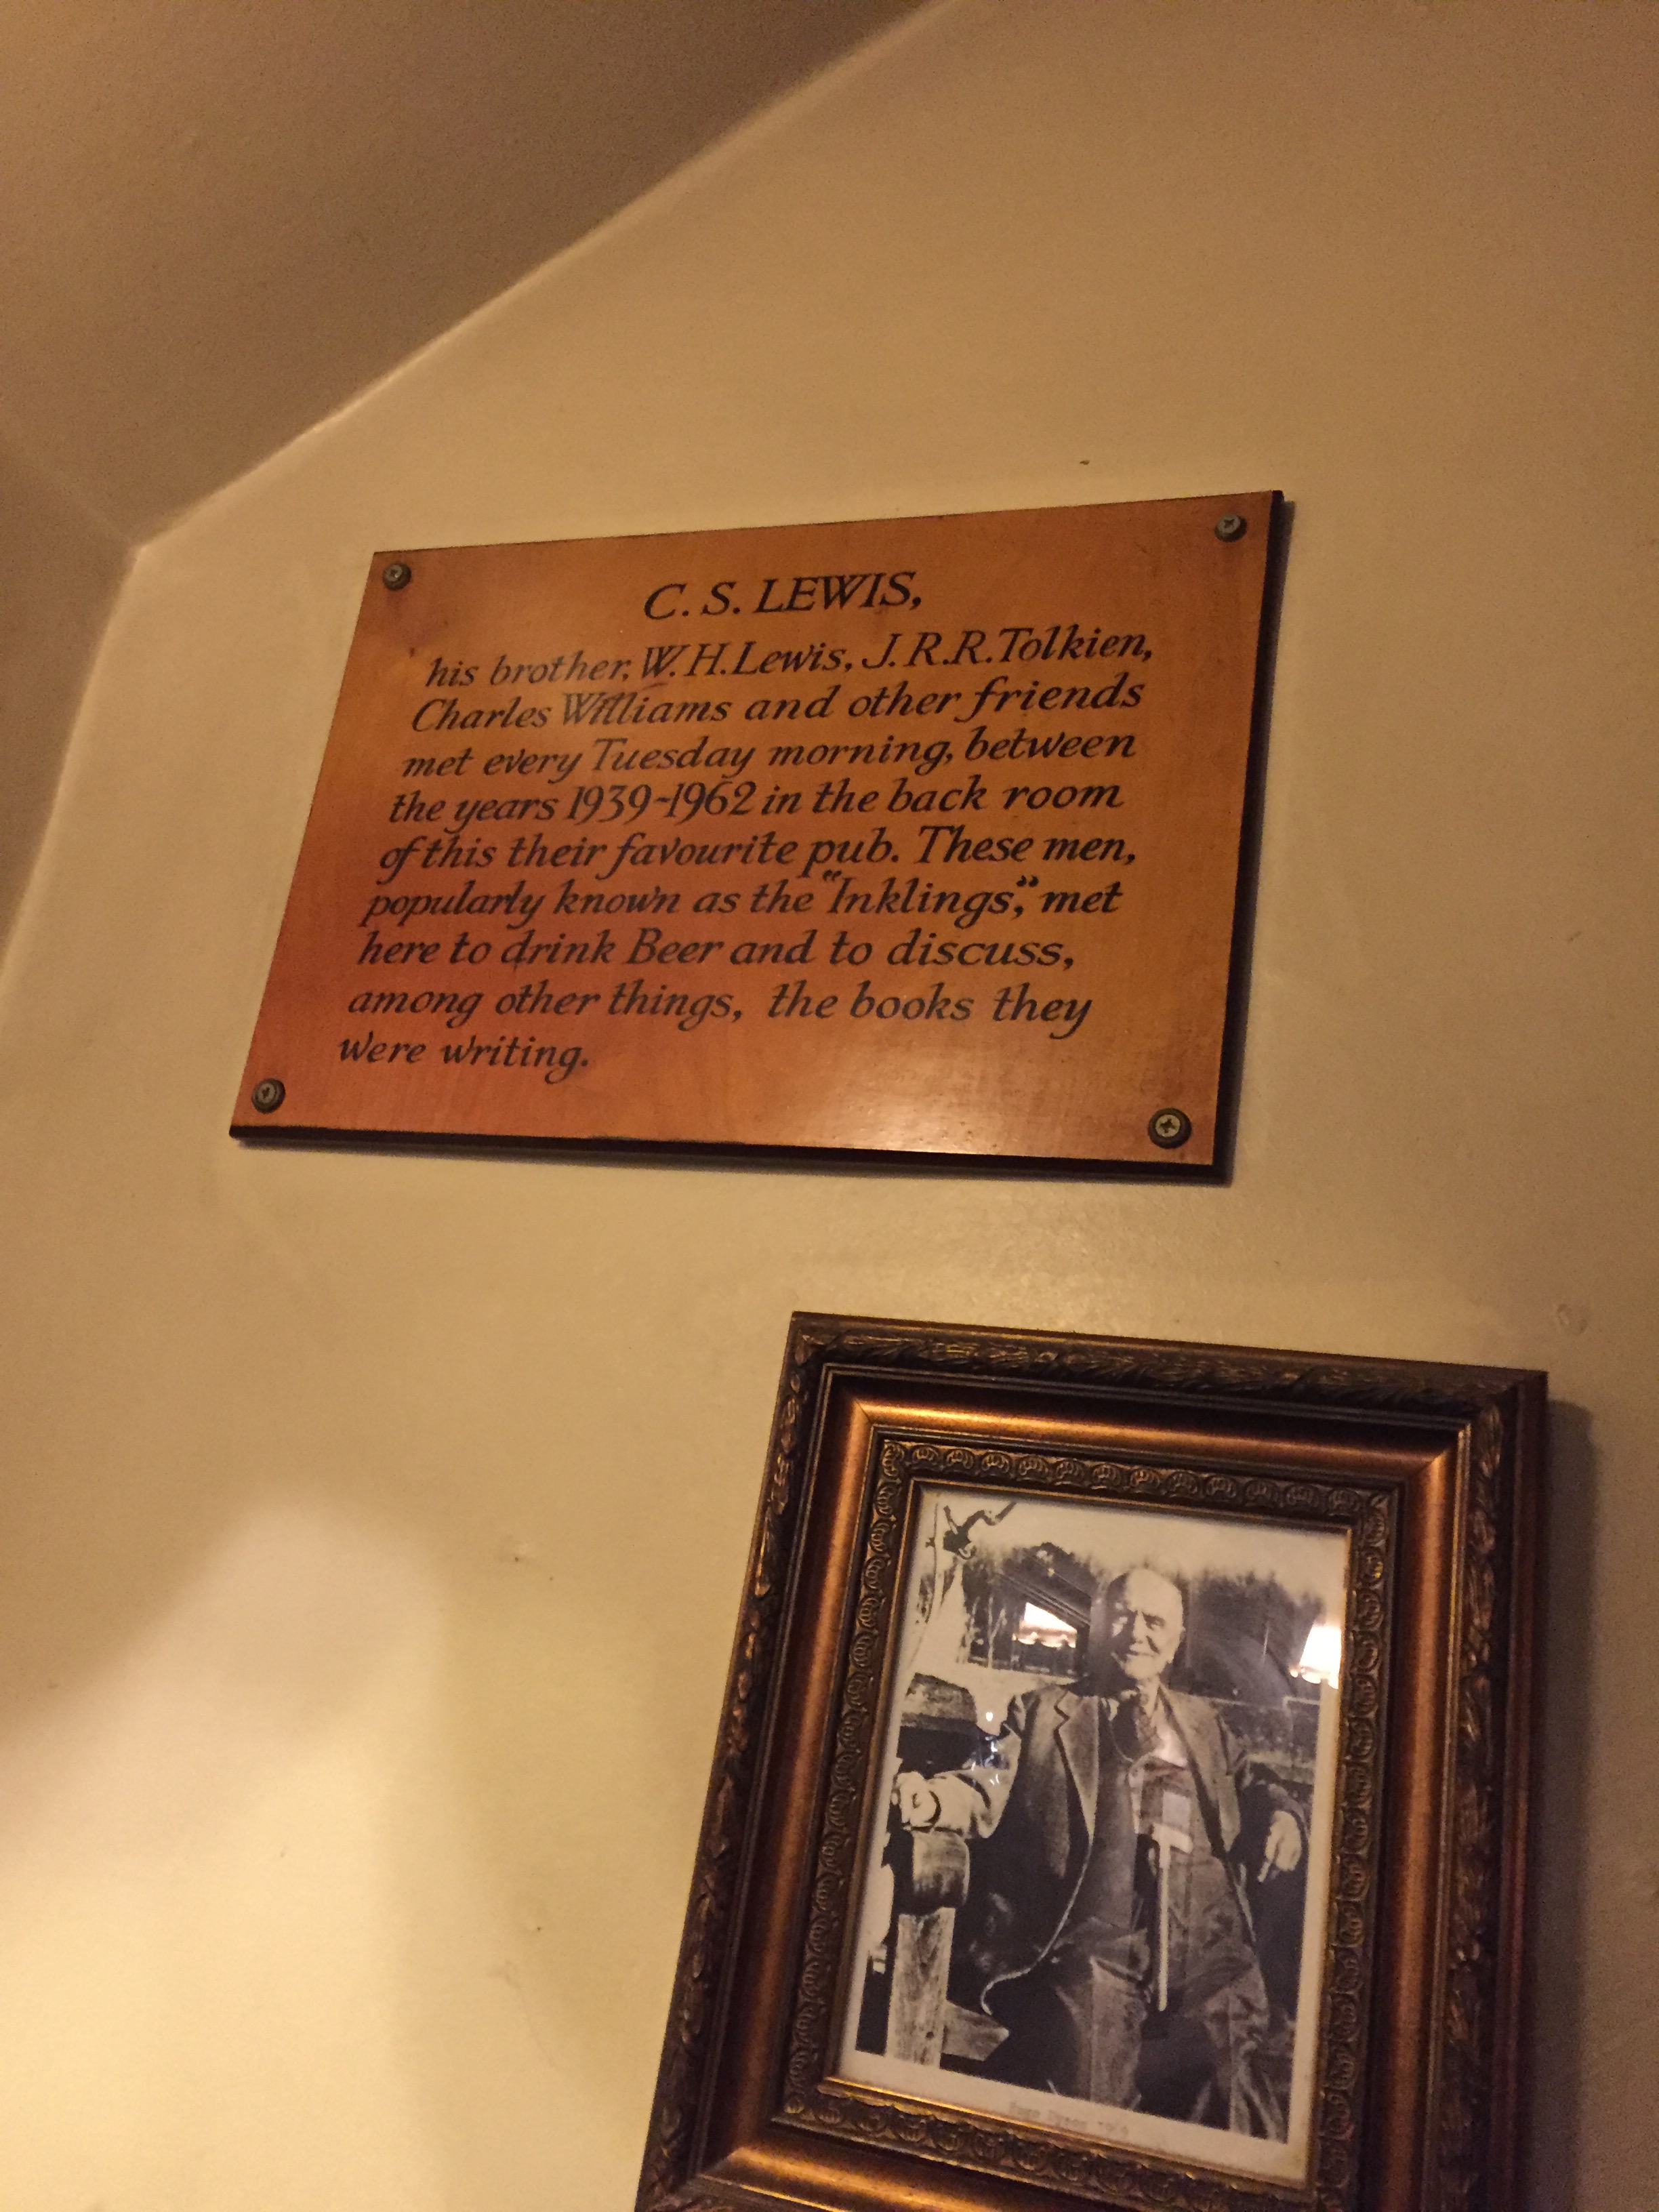 C. S. LEWIS,
his brother, W. H. Lewis, J. R. R. Tolkien,
Charles Williams and other friends
met every Tuesday morning, between
the years 1939-1962 in the back room
of this their favourite pub. These men,
popularly known as the "Inklings", met
here to drink Beer and to discuss,
among other things, the books they
were writing.